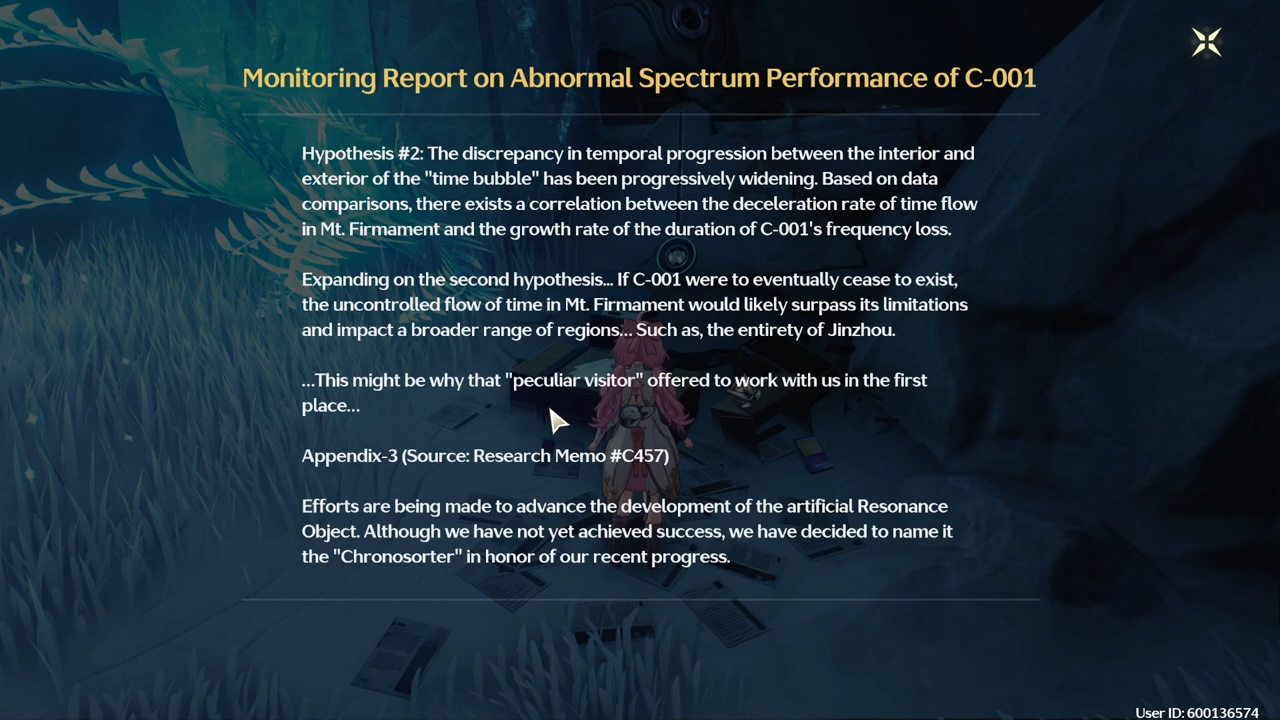 Monitoring Report on Abnormal Spectrum Performance of C-001
Hypothesis #2: The discrepancy in temporal progression between the interior and
exterior of the "time bubble" has been progressively widening. Based on data
comparisons, there exists a correlation between the deceleration rate of time flow
in Mt. Firmament and the growth rate of the duration of C-001's frequency loss.
Expanding on the second hypothesis... If C-001 were to eventually cease to exist,
the uncontrolled flow of time in Mt. Firmament would likely surpass its limitations
and impact a broader range of regions... Such as, the entirety of Jinzhou.
...This might be why that "peculiar visitor" offered to work with us in the first
place...
Appendix-3 (Source: Research Memo #C457)
Efforts are being made to advance the development of the artificial Resonance
Object. Although we have not yet achieved success, we have decided to name it
the "Chronosorter" in honor of our recent progress.
User ID: 600136574